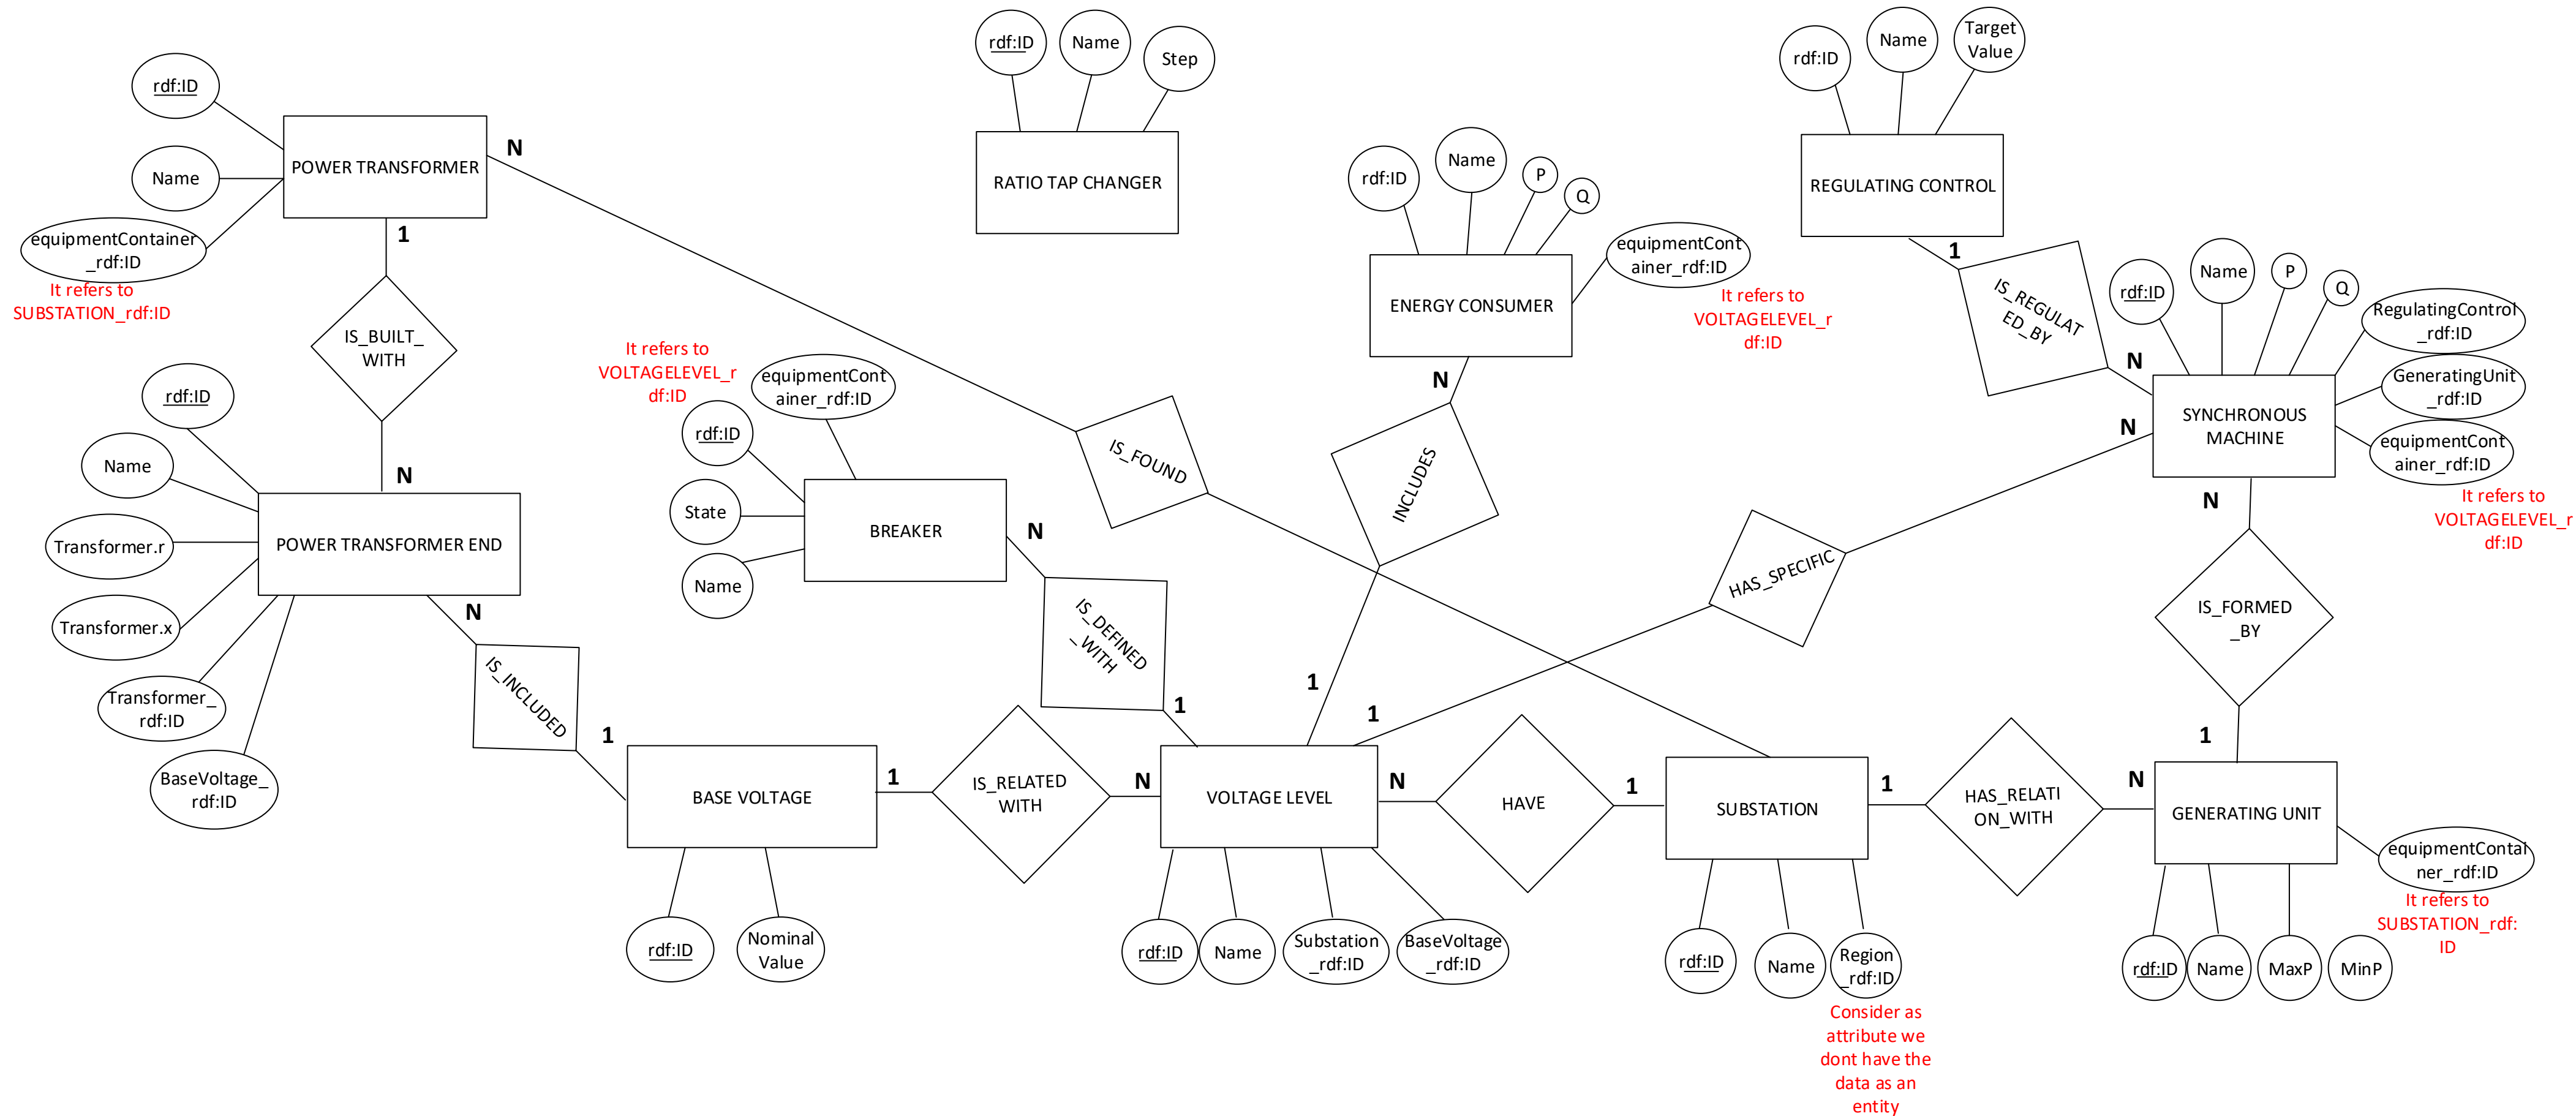 rdf:ID
Name
equipmentContainer
_rdf:ID
It refers to
SUBSTATION_rdf:ID
POWER TRANSFORMER
N
1
IS_BUILT_
WITH
N
rdf:ID
Name
Transformer.r
Transformer.x
Transformer_
rdf:ID
BaseVoltage_
rdf:ID
POWER TRANSFORMER END
N
IS_INCLUDED
1
rdf:ID
Name
Step
RATIO TAP CHANGER
It refers to
VOLTAGELEVEL_r
df:ID
equipmentCont
ainer_rdf:ID
rdf:ID
State
Name
BREAKER
N
IS_DEFINED
_WITH
1
IS_FOUND
rdf:ID
Name
P
Q
equipmentCont
ainer_rdf:ID
It refers to
VOLTAGELEVEL_r
df:ID
ENERGY CONSUMER
N
INCLUDES
1
rdf:ID
Name
Target
Value
REGULATING CONTROL
1
IS_REGULAT
ED_BY
N
rdf:ID
Name
P
Q
RegulatingControl
_rdf:ID
GeneratingUnit
_rdf:ID
equipmentCont
ainer_rdf:ID
It refers to
VOLTAGELEVEL_r
df:ID
SYNCHRONOUS
MACHINE
N
HAS_SPECIFIC
1
N
IS_FORMED
_BY
1
BASE VOLTAGE
rdf:ID
Nominal
Value
1
IS_RELATED
WITH
N
VOLTAGE LEVEL
rdf:ID
Name
Substation
_rdf:ID
BaseVoltage
_rdf:ID
N
HAVE
1
SUBSTATION
rdf:ID
Name
Region
_rdf:ID
Consider as
attribute we
dont have the
data as an
entity
1
HAS_RELATI
ON_WITH
N
GENERATING UNIT
equipmentContai
ner_rdf:ID
It refers to
SUBSTATION_rdf:
ID
rdf:ID
Name
MaxP
MinP